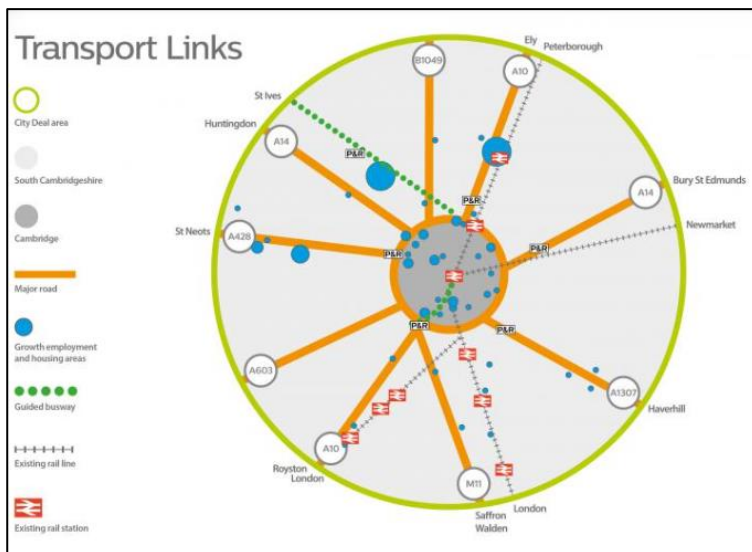 Transport Links
City Deal area
South Cambridgeshire
Cambridge
Major road
Growth employment
and housing areas
Guided busway
Existing rail line
Existing rail station
B1049
Ely
Peterborough
A10
St Ives
Huntingdon
A14
P&R
P&R
A14
Bury St Edmunds
Newmarket
St Neots
A428
P&R
P&R
P&R
P&R
A603
A1307
Haverhill
A10
Royston
London
M11
Saffron
Walden
London